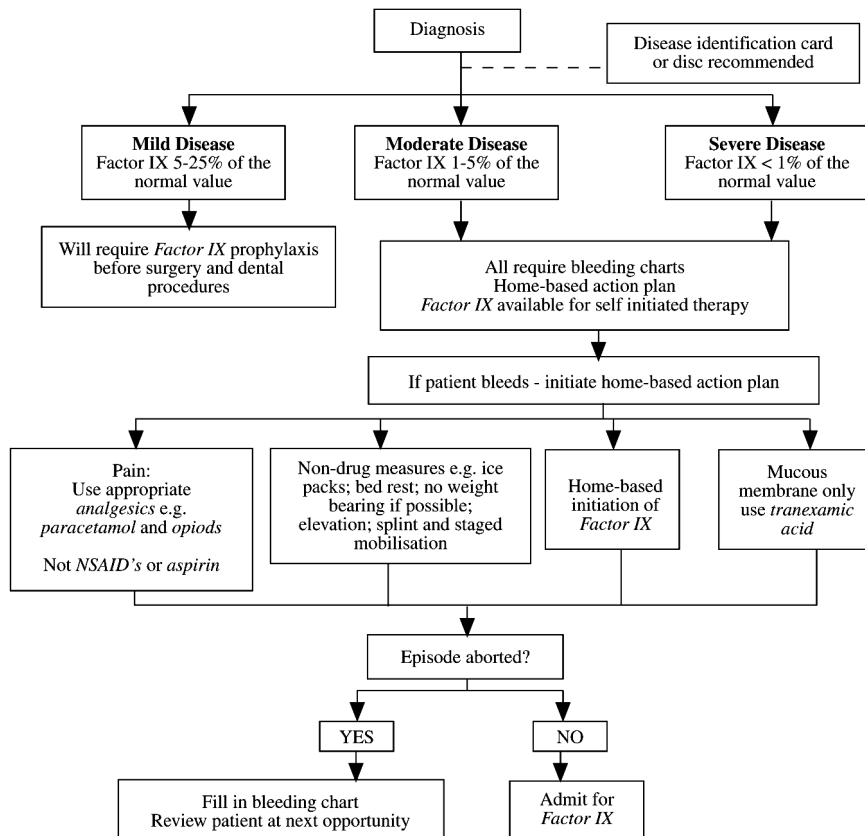 Diagnosis
Disease identification card
or disc recommended
Mild Disease
Factor IX 5-25% of the
normal value
Moderate Disease
Factor IX 1-5% of the
normal value
Severe Disease
Factor IX < 1% of the
normal value
Will require Factor IX prophylaxis
before surgery and dental
procedures
All require bleeding charts
Home-based action plan
Factor IX available for self initiated therapy
If patient bleeds - initiate home-based action plan
Pain:
Use appropriate
analgesics e.g.
paracetamol and opiods
Not NSAID's or aspirin
Non-drug measures e.g. ice
packs; bed rest; no weight
bearing if possible;
elevation; splint and staged
mobilisation
Home-based
initiation of
Factor IX
Mucous
membrane only
use tranexamic
acid
Episode aborted?
YES
NO
Fill in bleeding chart
Review patient at next opportunity
Admit for
Factor IX